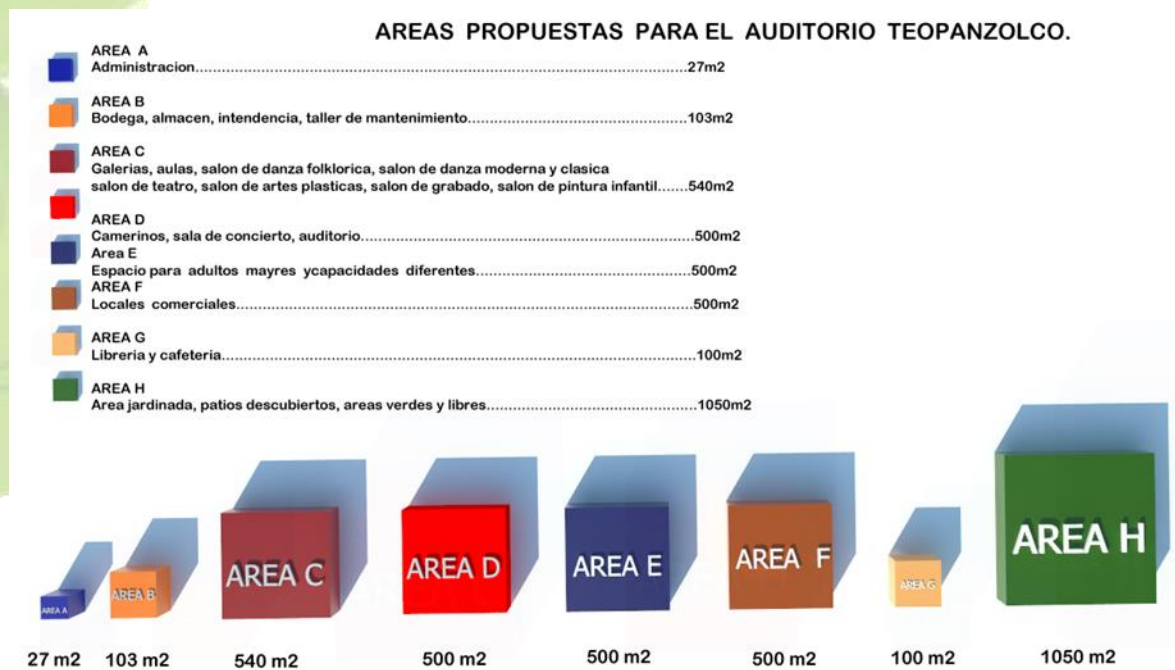 AREAS PROPUESTAS PARA EL AUDITORIO TEOPANZOLCO.
AREA A
Administracion..........................................................................................................27m2
AREA B
Bodega, almacen, intendencia, taller de mantenimiento...............................................103m2
AREA C
Galerias, aulas, salon de danza folklorica, salon de danza moderna y clasica
salon de teatro, salon de artes plasticas, salon de grabado, salon de pintura infantil.......540m2
AREA D
Camerinos, sala de concierto, auditorio........................................................................500m2
Area E
Espacio para adultos mayres ycapacidades diferentes..............................................500m2
AREA F
Locales comerciales.................................................................................................500m2
AREA G
Libreria y cafeteria....................................................................................................100m2
AREA H
Area jardinada, patios descubiertos, areas verdes y libres.............................................1050m2
AREA A
AREA B
AREA C
AREA D
AREA E
AREA F
AREA G
AREA H
27 m2 103 m2 540 m2 500 m2 500 m2 500 m2 100 m2 1050 m2